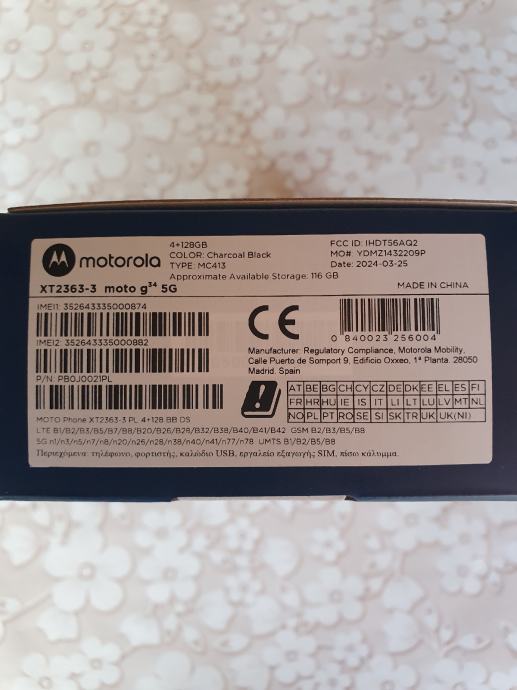 motorola
4+128GB
COLOR: Charcoal Black
TYPE: MC413
Approximate Available Storage: 116 GB
FCC ID: IHDT56AQ2
MO#: YDMZ1432209P
Date: 2024-03-25
XT2363-3 moto g³⁴ 5G
MADE IN CHINA
IMEI1: 352643335000874
IMEI2: 352643335000882
P/N: PB0J0021PL
CE
0 840023 256004
Manufacturer: Regulatory Compliance, Motorola Mobility,
Calle Puerto de Somport 9, Edificio Oxxeo, 1ª Planta. 28050
Madrid. Spain
AT BE BG CH CY CZ DE DK EE EL ES FI
FR HR HU IE IS IT LI LT LU LV MT NL
NO PL PT RO SE SI SK TR UK UK(NI)
MOTO Phone XT2363-3 PL 4+128 BB DS
LTE B1/B2/B3/B5/B7/B8/B20/B26/B28/B32/B38/B40/B41/B42 GSM B2/B3/B5/B8
5G n1/n3/n5/n7/n8/n20/n26/n28/n38/n40/n41/n77/n78 UMTS B1/B2/B5/B8
Περιεχόμενα: τηλέφωνο, φορτιστής, καλώδιο USB, εργαλείο εξαγωγής SIM, πίσω κάλυμμα.